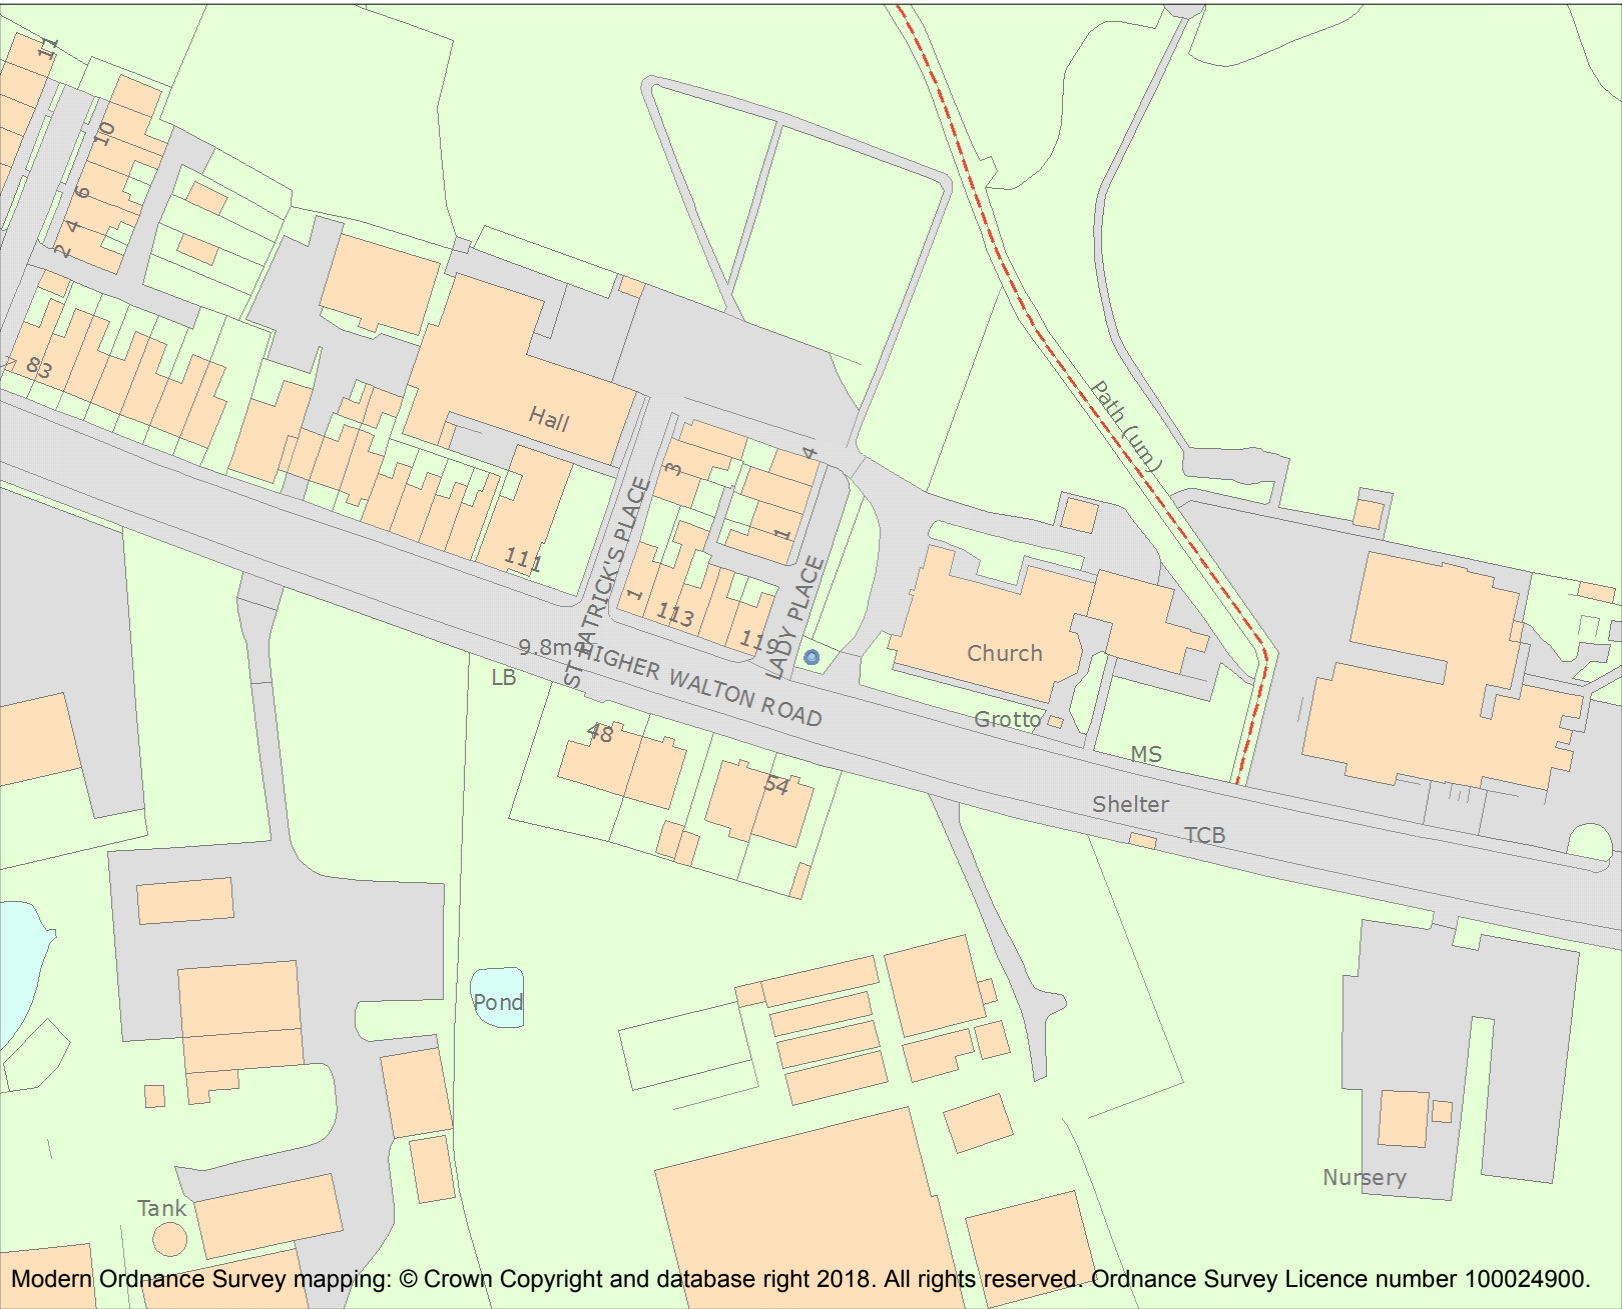 11
10
6
4
2
83
Hall
3
4
1
111
1
113
119
ST PATRICK'S PLACE
LADY PLACE
Path (um)
9.8m
HIGHER WALTON ROAD
LB
Church
Grotto
MS
48
54
Shelter
TCB
Pond
Nursery
Tank
Modern Ordnance Survey mapping: © Crown Copyright and database right 2018. All rights reserved. Ordnance Survey Licence number 100024900.